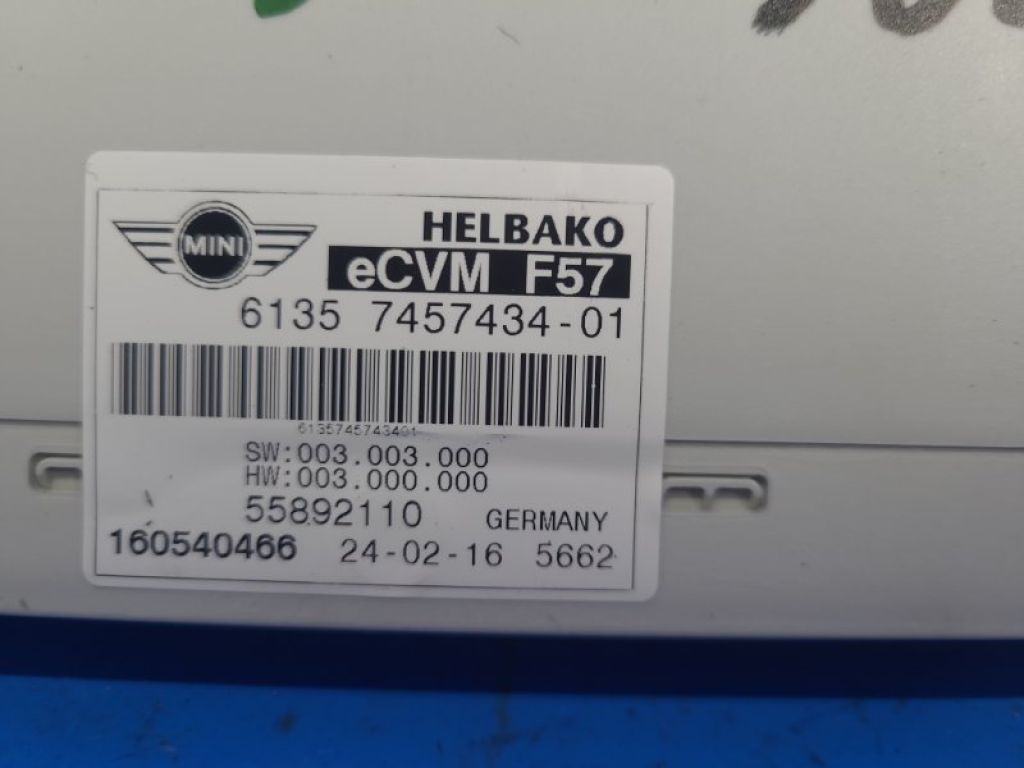 MINI
HELBAKO
eCVM F57
6135 7457434-01
6135745743401
SW:003.003.000
HW:003.000.000
55892110 GERMANY
160540466 24-02-16 5662